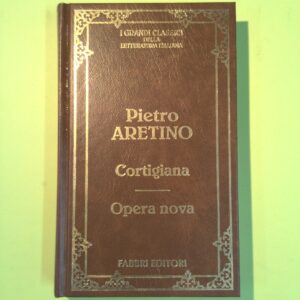 I GRANDI CLASSICI
DELLA
LETTERATURA ITALIANA
Pietro
ARETINO
Cortigiana
Opera nova
FABBRI EDITORI